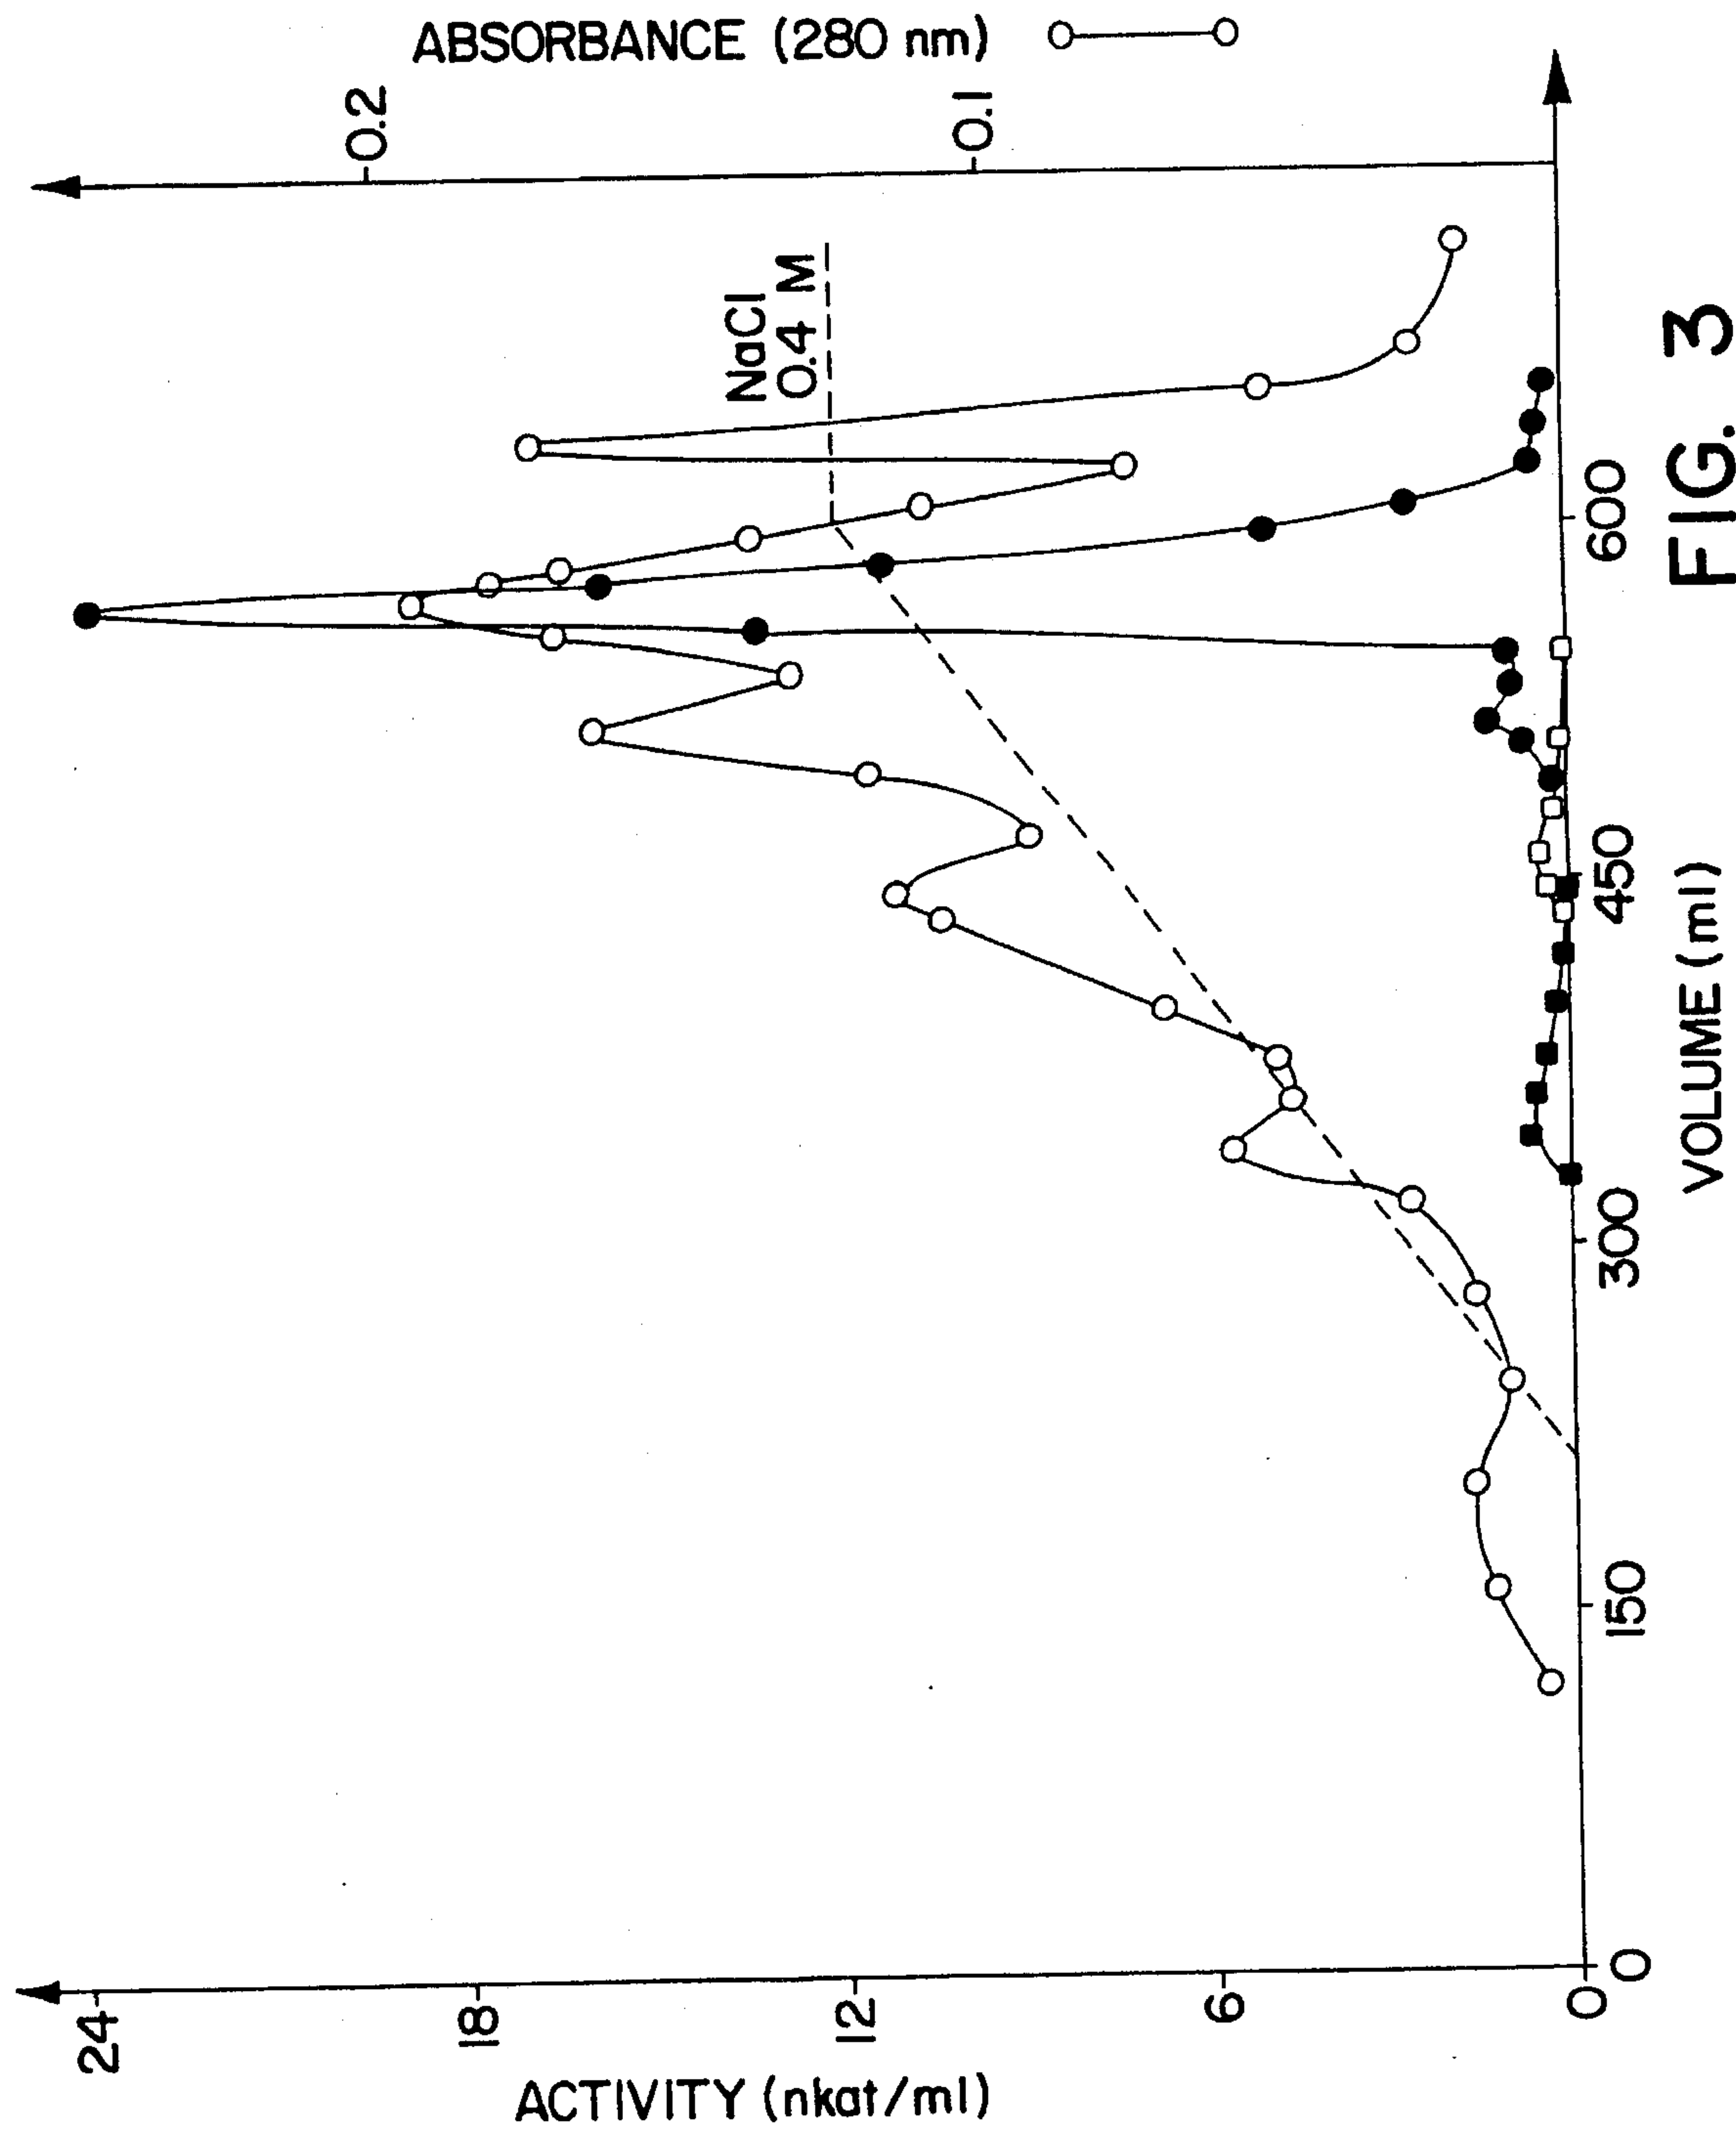 ABSORBANCE (280 nm)
0.2
0.1
NaCl
0.4 M
24
18
12
6
0
ACTIVITY (nkat/ml)
0
150
300
450
600
VOLUME (ml)
FIG. 3